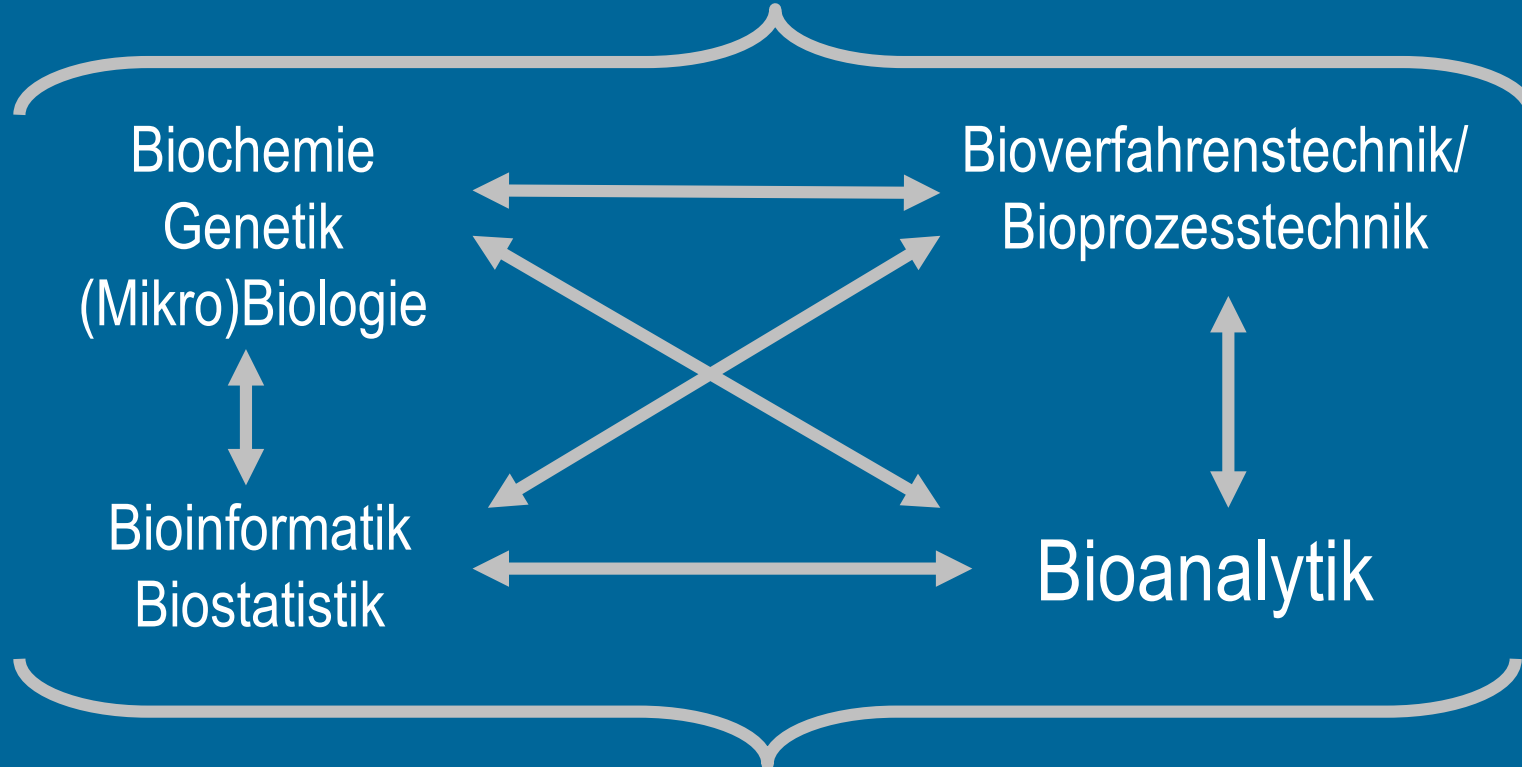 Biochemie
Genetik
(Mikro)Biologie
Bioverfahrenstechnik/
Bioprozesstechnik
Bioinformatik
Biostatistik
Bioanalytik